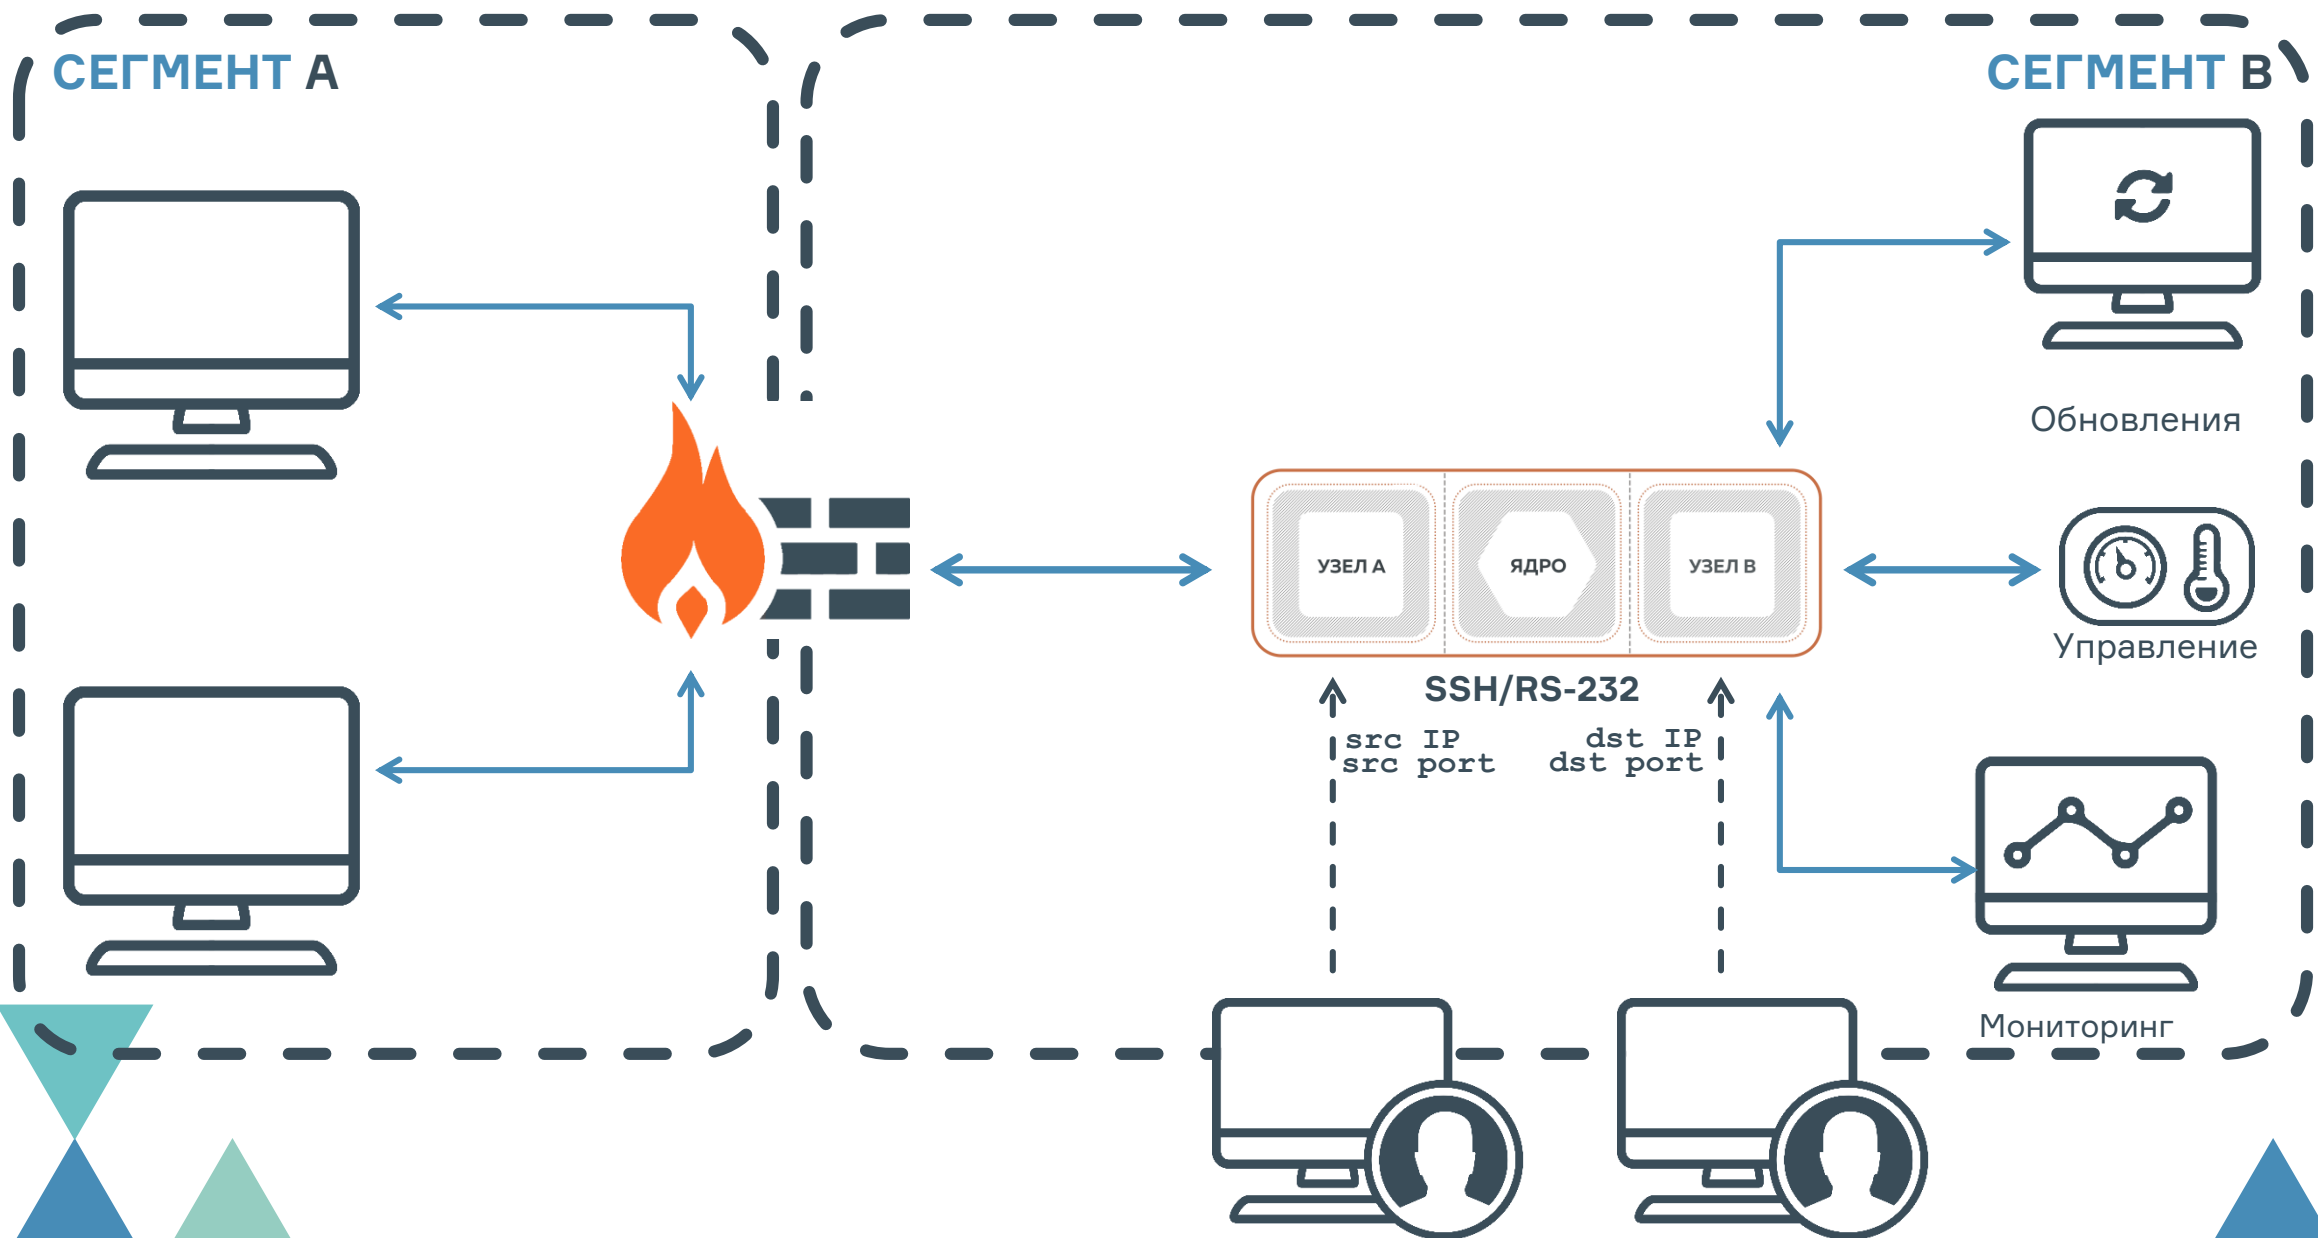 СЕГМЕНТ A
СЕГМЕНТ B
Обновления
УЗЕЛ A
ЯДРО
УЗЕЛ B
Управление
SSH/RS-232
src IP
src port
dst IP
dst port
Мониторинг